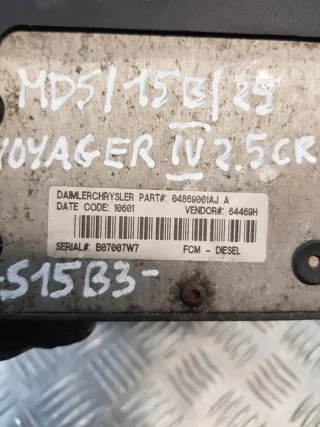 MD5/15B/25
VOYAGER IV 2.5CR
DAIMLERCHRYSLER PART#: 04869001AJ A
DATE CODE: 10601 VENDOR#: 64469H
SERIAL#: B07007W7 FCM - DIESEL
-S15B3-